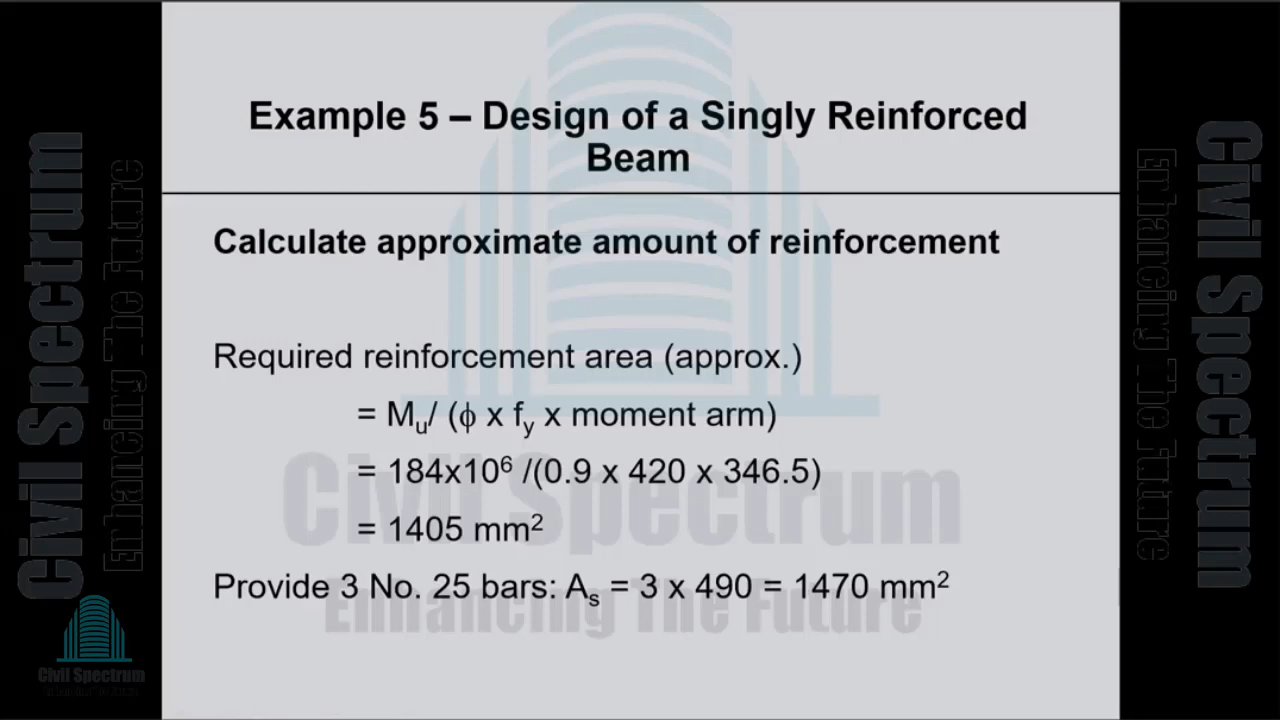 Example 5 – Design of a Singly Reinforced
Beam
Calculate approximate amount of reinforcement
Required reinforcement area (approx.)
= Mu/ (ϕ x fy x moment arm)
= 184x10⁶ /(0.9 x 420 x 346.5)
= 1405 mm²
Provide 3 No. 25 bars: As = 3 x 490 = 1470 mm²
Civil Spectrum
Enhancing The Future
Civil Spectrum
Enhancing The Future
Civil Spectrum
Enhancing The Future
Civil Spectrum